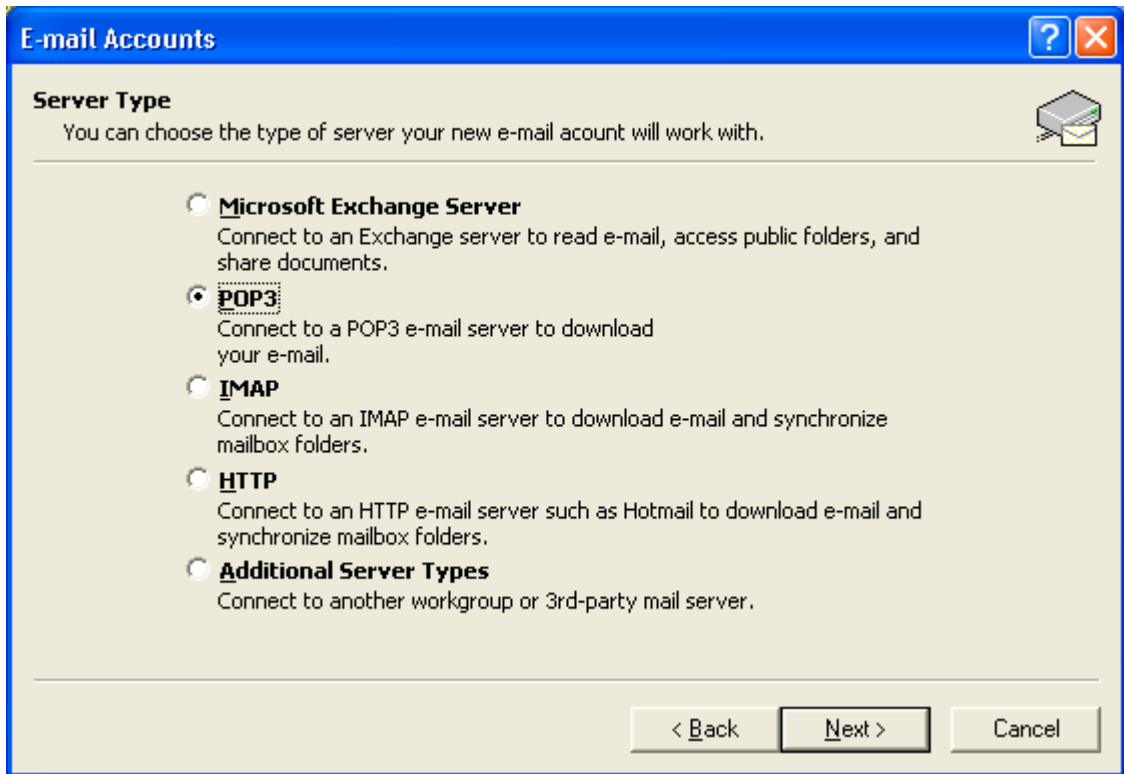 E-mail Accounts
?
Server Type
You can choose the type of server your new e-mail acount will work with.
Microsoft Exchange Server
Connect to an Exchange server to read e-mail, access public folders, and
share documents.
POP3
Connect to a POP3 e-mail server to download
your e-mail.
IMAP
Connect to an IMAP e-mail server to download e-mail and synchronize
mailbox folders.
HTTP
Connect to an HTTP e-mail server such as Hotmail to download e-mail and
synchronize mailbox folders.
Additional Server Types
Connect to another workgroup or 3rd-party mail server.
< Back Next > Cancel